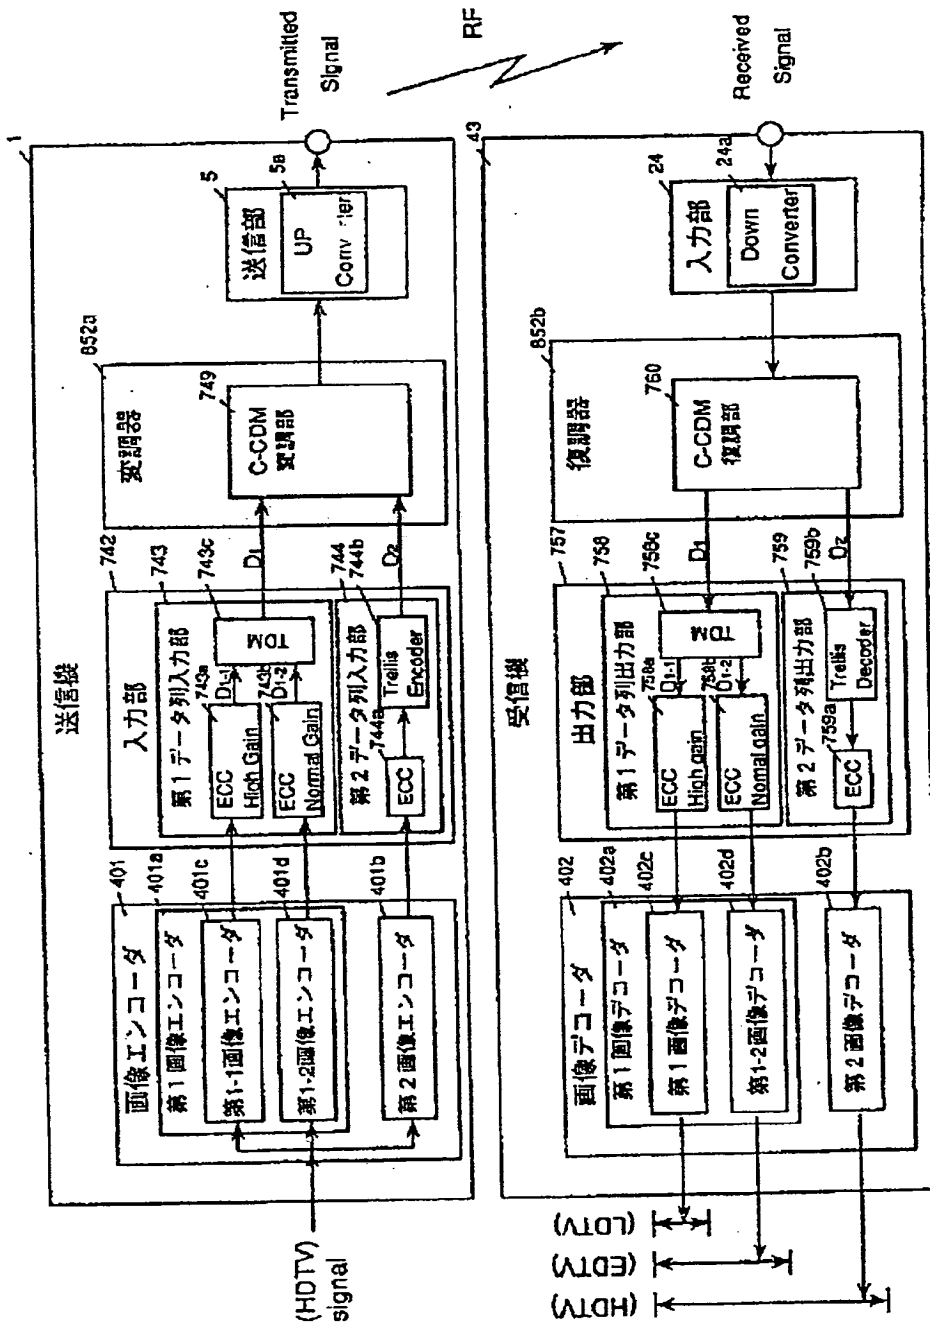 送信機
1
画像エンコーダ
401
第1画像エンコーダ
401a
第1-1画像エンコーダ
401c
第1-2画像エンコーダ
401d
第2画像エンコーダ
401b
(HDTV)
signal
入力部
742
第1データ列入力部
743
ECC
High Gain
743a
D1-1
ECC
Normal Gain
743b
D1-2
TDM
743c
D1
第2データ列入力部
744
ECC
744a
Trellis
Encoder
744b
D2
変調器
852a
C-CDM
変調部
749
送信部
5
UP
Converter
5a
Transmitted
Signal
RF
受信機
43
画像デコーダ
402
第1画像デコーダ
402a
第1画像デコーダ
402c
第1-2画像デコーダ
402d
第2画像デコーダ
402b
(LDTV)
(EDTV)
(HDTV)
出力部
757
第1データ列出力部
758
ECC
High gain
758a
D1-1
ECC
Normal gain
758b
D1-2
TDM
758c
D1
第2データ列出力部
759
ECC
759a
Trellis
Decoder
759b
D2
復調器
852b
C-CDM
復調部
760
入力部
24
Down
Converter
24a
Received
Signal